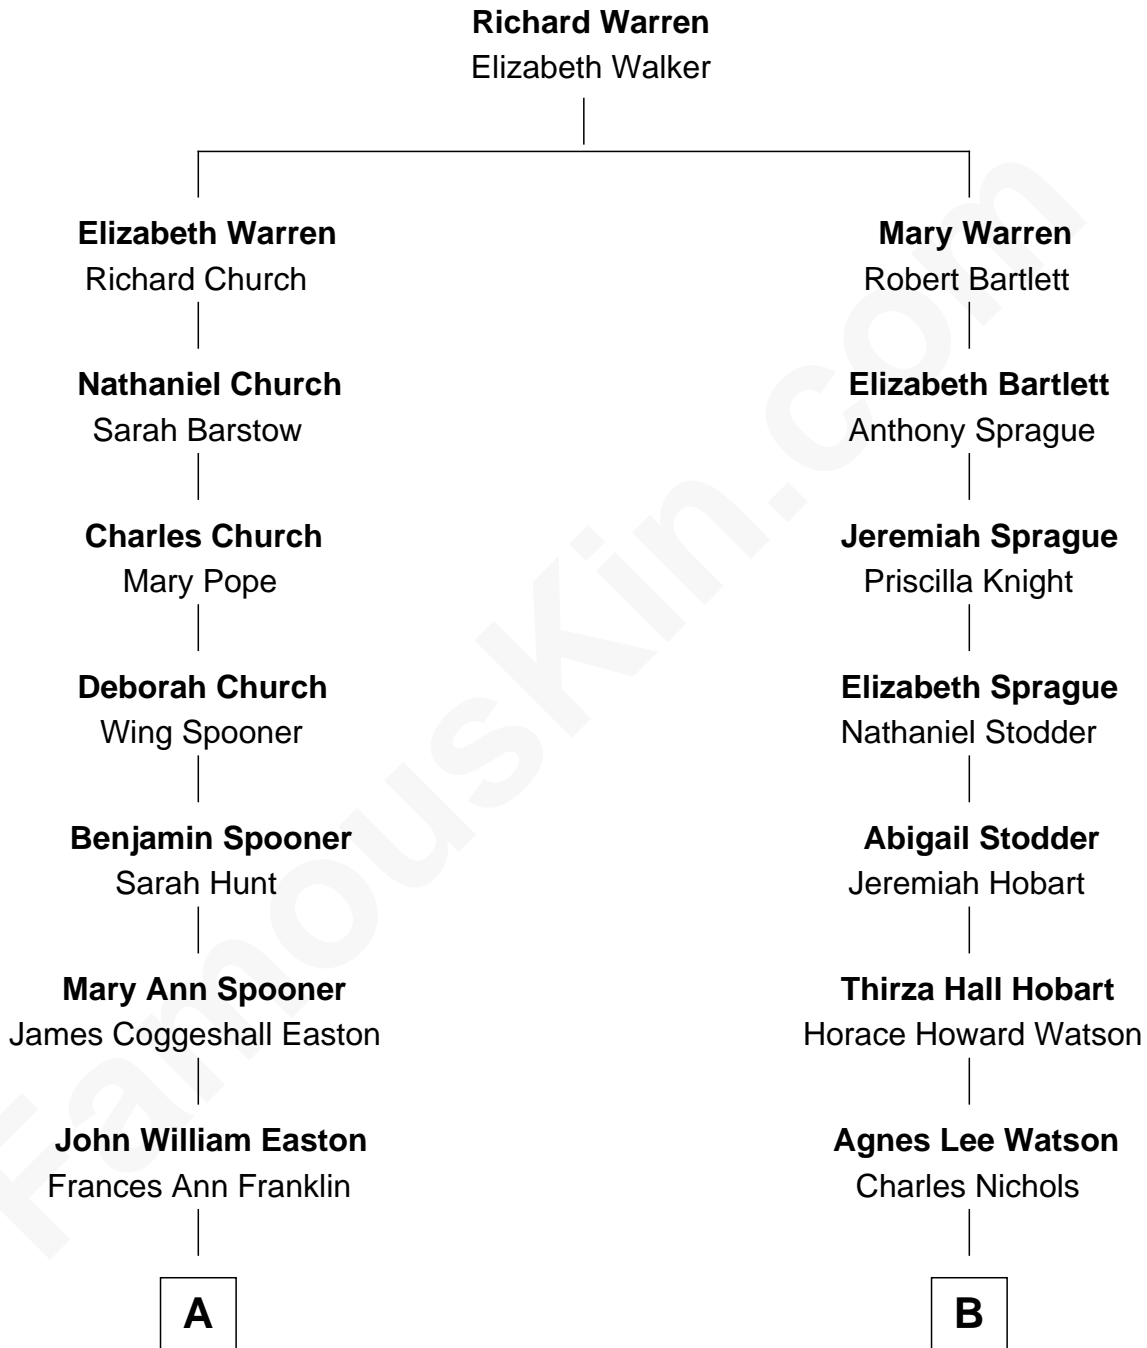 Richard Warren
Elizabeth Walker
Elizabeth Warren
Richard Church
Nathaniel Church
Sarah Barstow
Charles Church
Mary Pope
Deborah Church
Wing Spooner
Benjamin Spooner
Sarah Hunt
Mary Ann Spooner
James Coggeshall Easton
John William Easton
Frances Ann Franklin
A
Mary Warren
Robert Bartlett
Elizabeth Bartlett
Anthony Sprague
Jeremiah Sprague
Priscilla Knight
Elizabeth Sprague
Nathaniel Stodder
Abigail Stodder
Jeremiah Hobart
Thirza Hall Hobart
Horace Howard Watson
Agnes Lee Watson
Charles Nichols
B
FamousKin.com